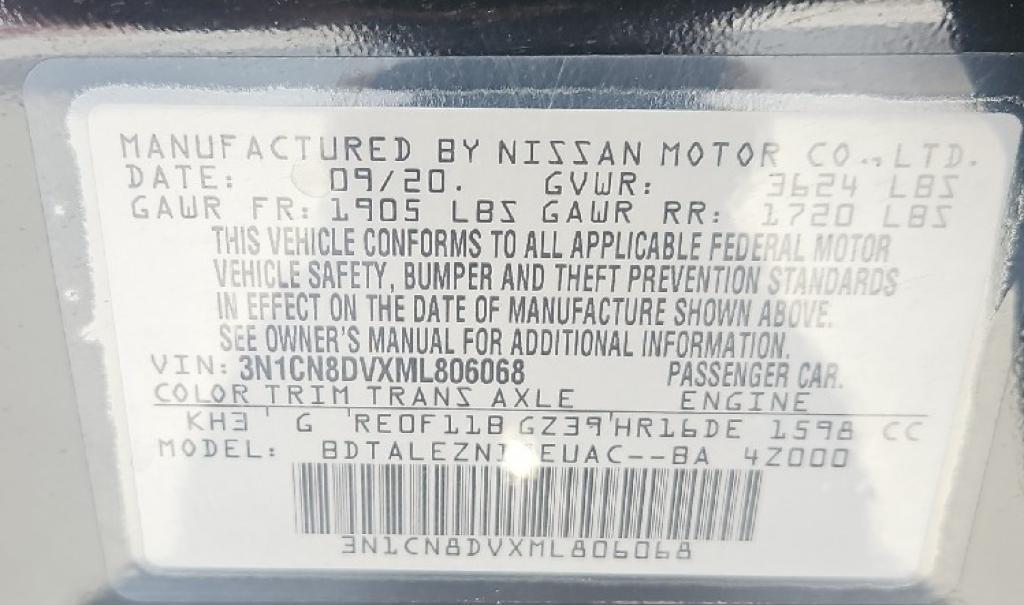 MANUFACTURED BY NISSAN MOTOR CO., LTD.
DATE: 09/20. GVWR: 3624 LBS
GAWR FR: 1905 LBS GAWR RR: 1720 LBS
THIS VEHICLE CONFORMS TO ALL APPLICABLE FEDERAL MOTOR
VEHICLE SAFETY, BUMPER AND THEFT PREVENTION STANDARDS
IN EFFECT ON THE DATE OF MANUFACTURE SHOWN ABOVE.
SEE OWNER'S MANUAL FOR ADDITIONAL INFORMATION.
VIN: 3N1CN8DVXML806068 PASSENGER CAR.
COLOR TRIM TRANS AXLE ENGINE
KH3 G RE0F11B GZ39 HR16DE 1598 CC
MODEL: 4Z000
3N1CN8DVXML806068